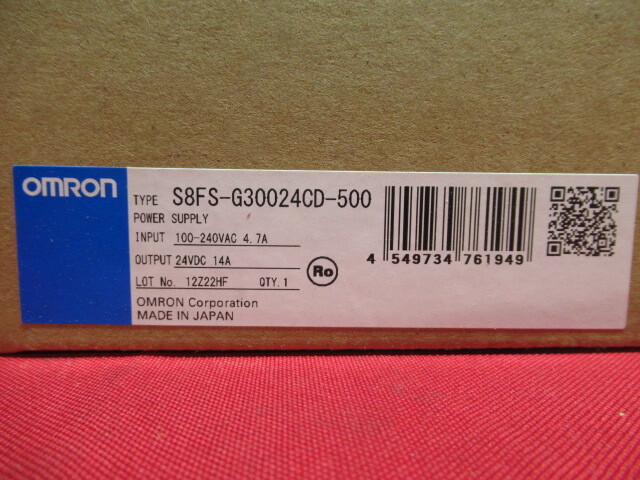 OMRON
TYPE S8FS-G30024CD-500
POWER SUPPLY
INPUT 100-240VAC 4.7A
OUTPUT 24VDC 14A
LOT No. 12Z22HF QTY.1
OMRON Corporation
MADE IN JAPAN
Ro
4 549734 761949